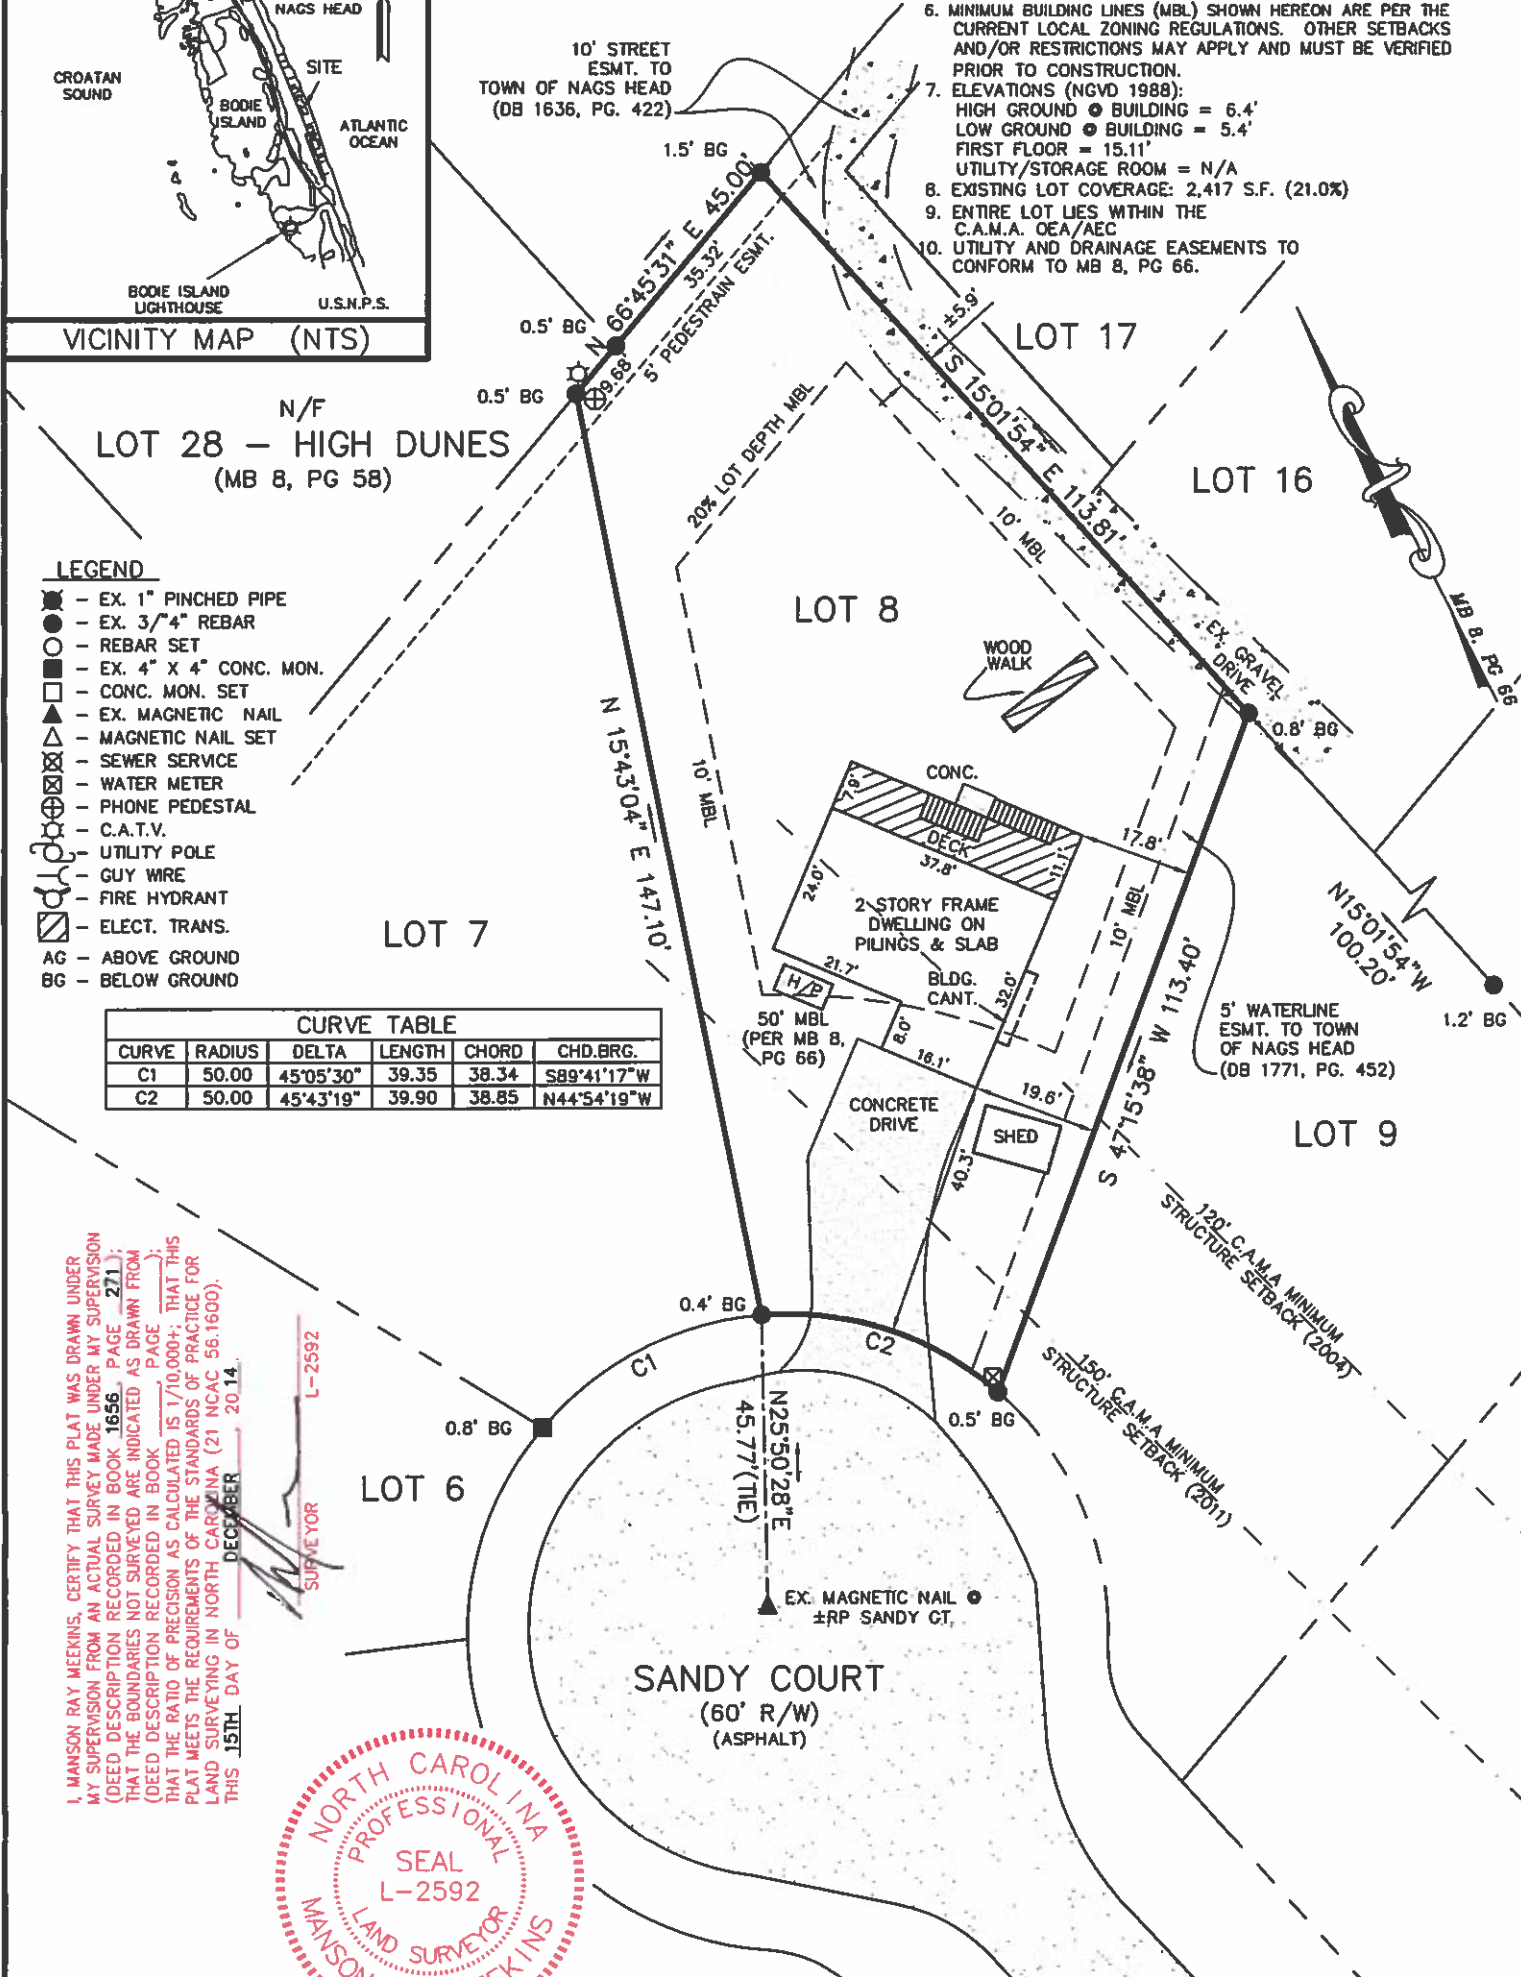 NAGS HEAD
CROATAN
SOUND
SITE
BODIE
ISLAND
ATLANTIC
OCEAN
BODIE ISLAND
LIGHTHOUSE
U.S.N.P.S.
VICINITY MAP (NTS)
10' STREET
ESMT. TO
TOWN OF NAGS HEAD
(DB 1636, PG. 422)
6. MINIMUM BUILDING LINES (MBL) SHOWN HEREON ARE PER THE
CURRENT LOCAL ZONING REGULATIONS. OTHER SETBACKS
AND/OR RESTRICTIONS MAY APPLY AND MUST BE VERIFIED
PRIOR TO CONSTRUCTION.
7. ELEVATIONS (NGVD 1988):
HIGH GROUND @ BUILDING = 6.4'
LOW GROUND @ BUILDING = 5.4'
FIRST FLOOR = 15.11'
UTILITY/STORAGE ROOM = N/A
8. EXISTING LOT COVERAGE: 2,417 S.F. (21.0%)
9. ENTIRE LOT LIES WITHIN THE
C.A.M.A. OEA/AEC
10. UTILITY AND DRAINAGE EASEMENTS TO
CONFORM TO MB 8, PG 66.
1.5' BG
N 66°45'31" E 45.00'
35.32'
9.68'
5' PEDESTRAIN ESMT.
0.5' BG
0.5' BG
±5.9'
LOT 17
S 15°01'54" E 113.81'
LOT 16
MB 8, PG 66
N/F
LOT 28 - HIGH DUNES
(MB 8, PG 58)
20% LOT DEPTH MBL
10' MBL
LOT 8
WOOD
WALK
EX. GRAVEL
DRIVE
0.8' BG
LEGEND
- EX. 1" PINCHED PIPE
- EX. 3/"4" REBAR
- REBAR SET
- EX. 4" X 4" CONC. MON.
- CONC. MON. SET
- EX. MAGNETIC NAIL
- MAGNETIC NAIL SET
- SEWER SERVICE
- WATER METER
- PHONE PEDESTAL
- C.A.T.V.
- UTILITY POLE
- GUY WIRE
- FIRE HYDRANT
- ELECT. TRANS.
AG - ABOVE GROUND
BG - BELOW GROUND
N 15°43'04" E 147.10'
10' MBL
LOT 7
CONC.
7.9'
DECK
37.8'
11.1'
17.8'
24.0'
2 STORY FRAME
DWELLING ON
PILINGS & SLAB
BLDG.
CANT.
32.0'
21.7'
H/P
50' MBL
(PER MB 8,
PG 66)
8.0'
16.1'
10' MBL
19.6'
S 47°15'38" W 113.40'
N15°01'54"W
100.20'
1.2' BG
5' WATERLINE
ESMT. TO TOWN
OF NAGS HEAD
(DB 1771, PG. 452)
LOT 9
CURVE TABLE
CURVE RADIUS DELTA LENGTH CHORD CHD.BRG.
C1 50.00 45°05'30" 39.35 38.34 S89°41'17"W
C2 50.00 45°43'19" 39.90 38.85 N44°54'19"W
CONCRETE
DRIVE
SHED
40.3'
120' C.A.M.A MINIMUM
STRUCTURE SETBACK (2004)
150' C.A.M.A MINIMUM
STRUCTURE SETBACK (2011)
0.4' BG
C1
C2
0.5' BG
0.8' BG
LOT 6
N25°50'28"E
45.77'(TIE)
EX. MAGNETIC NAIL @
±RP SANDY CT.
SANDY COURT
(60' R/W)
(ASPHALT)
I, MANSON RAY MEEKINS, CERTIFY THAT THIS PLAT WAS DRAWN UNDER
MY SUPERVISION FROM AN ACTUAL SURVEY MADE UNDER MY SUPERVISION
(DEED DESCRIPTION RECORDED IN BOOK 1656, PAGE 271);
THAT THE BOUNDARIES NOT SURVEYED ARE INDICATED AS DRAWN FROM
(DEED DESCRIPTION RECORDED IN BOOK ____, PAGE ____);
THAT THE RATIO OF PRECISION AS CALCULATED IS 1/10,000+; THAT THIS
PLAT MEETS THE REQUIREMENTS OF THE STANDARDS OF PRACTICE FOR
LAND SURVEYING IN NORTH CAROLINA (21 NCAC 56.1600).
THIS 15TH DAY OF DECEMBER, 2014.
SURVEYOR L-2592
NORTH CAROLINA
PROFESSIONAL
SEAL
L-2592
LAND SURVEYOR